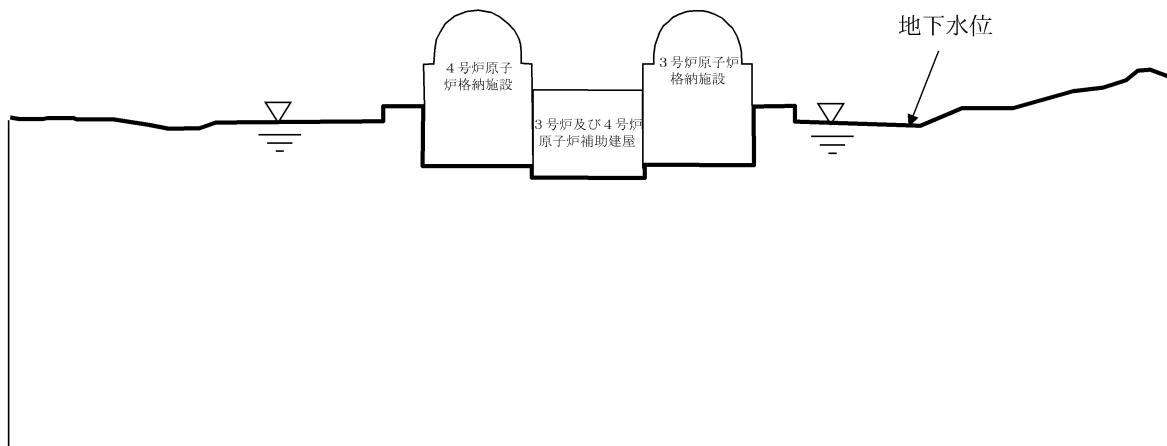 地下水位
４号炉原子
炉格納施設
３号炉原子炉
格納施設
３号炉及び４号炉
原子炉補助建屋